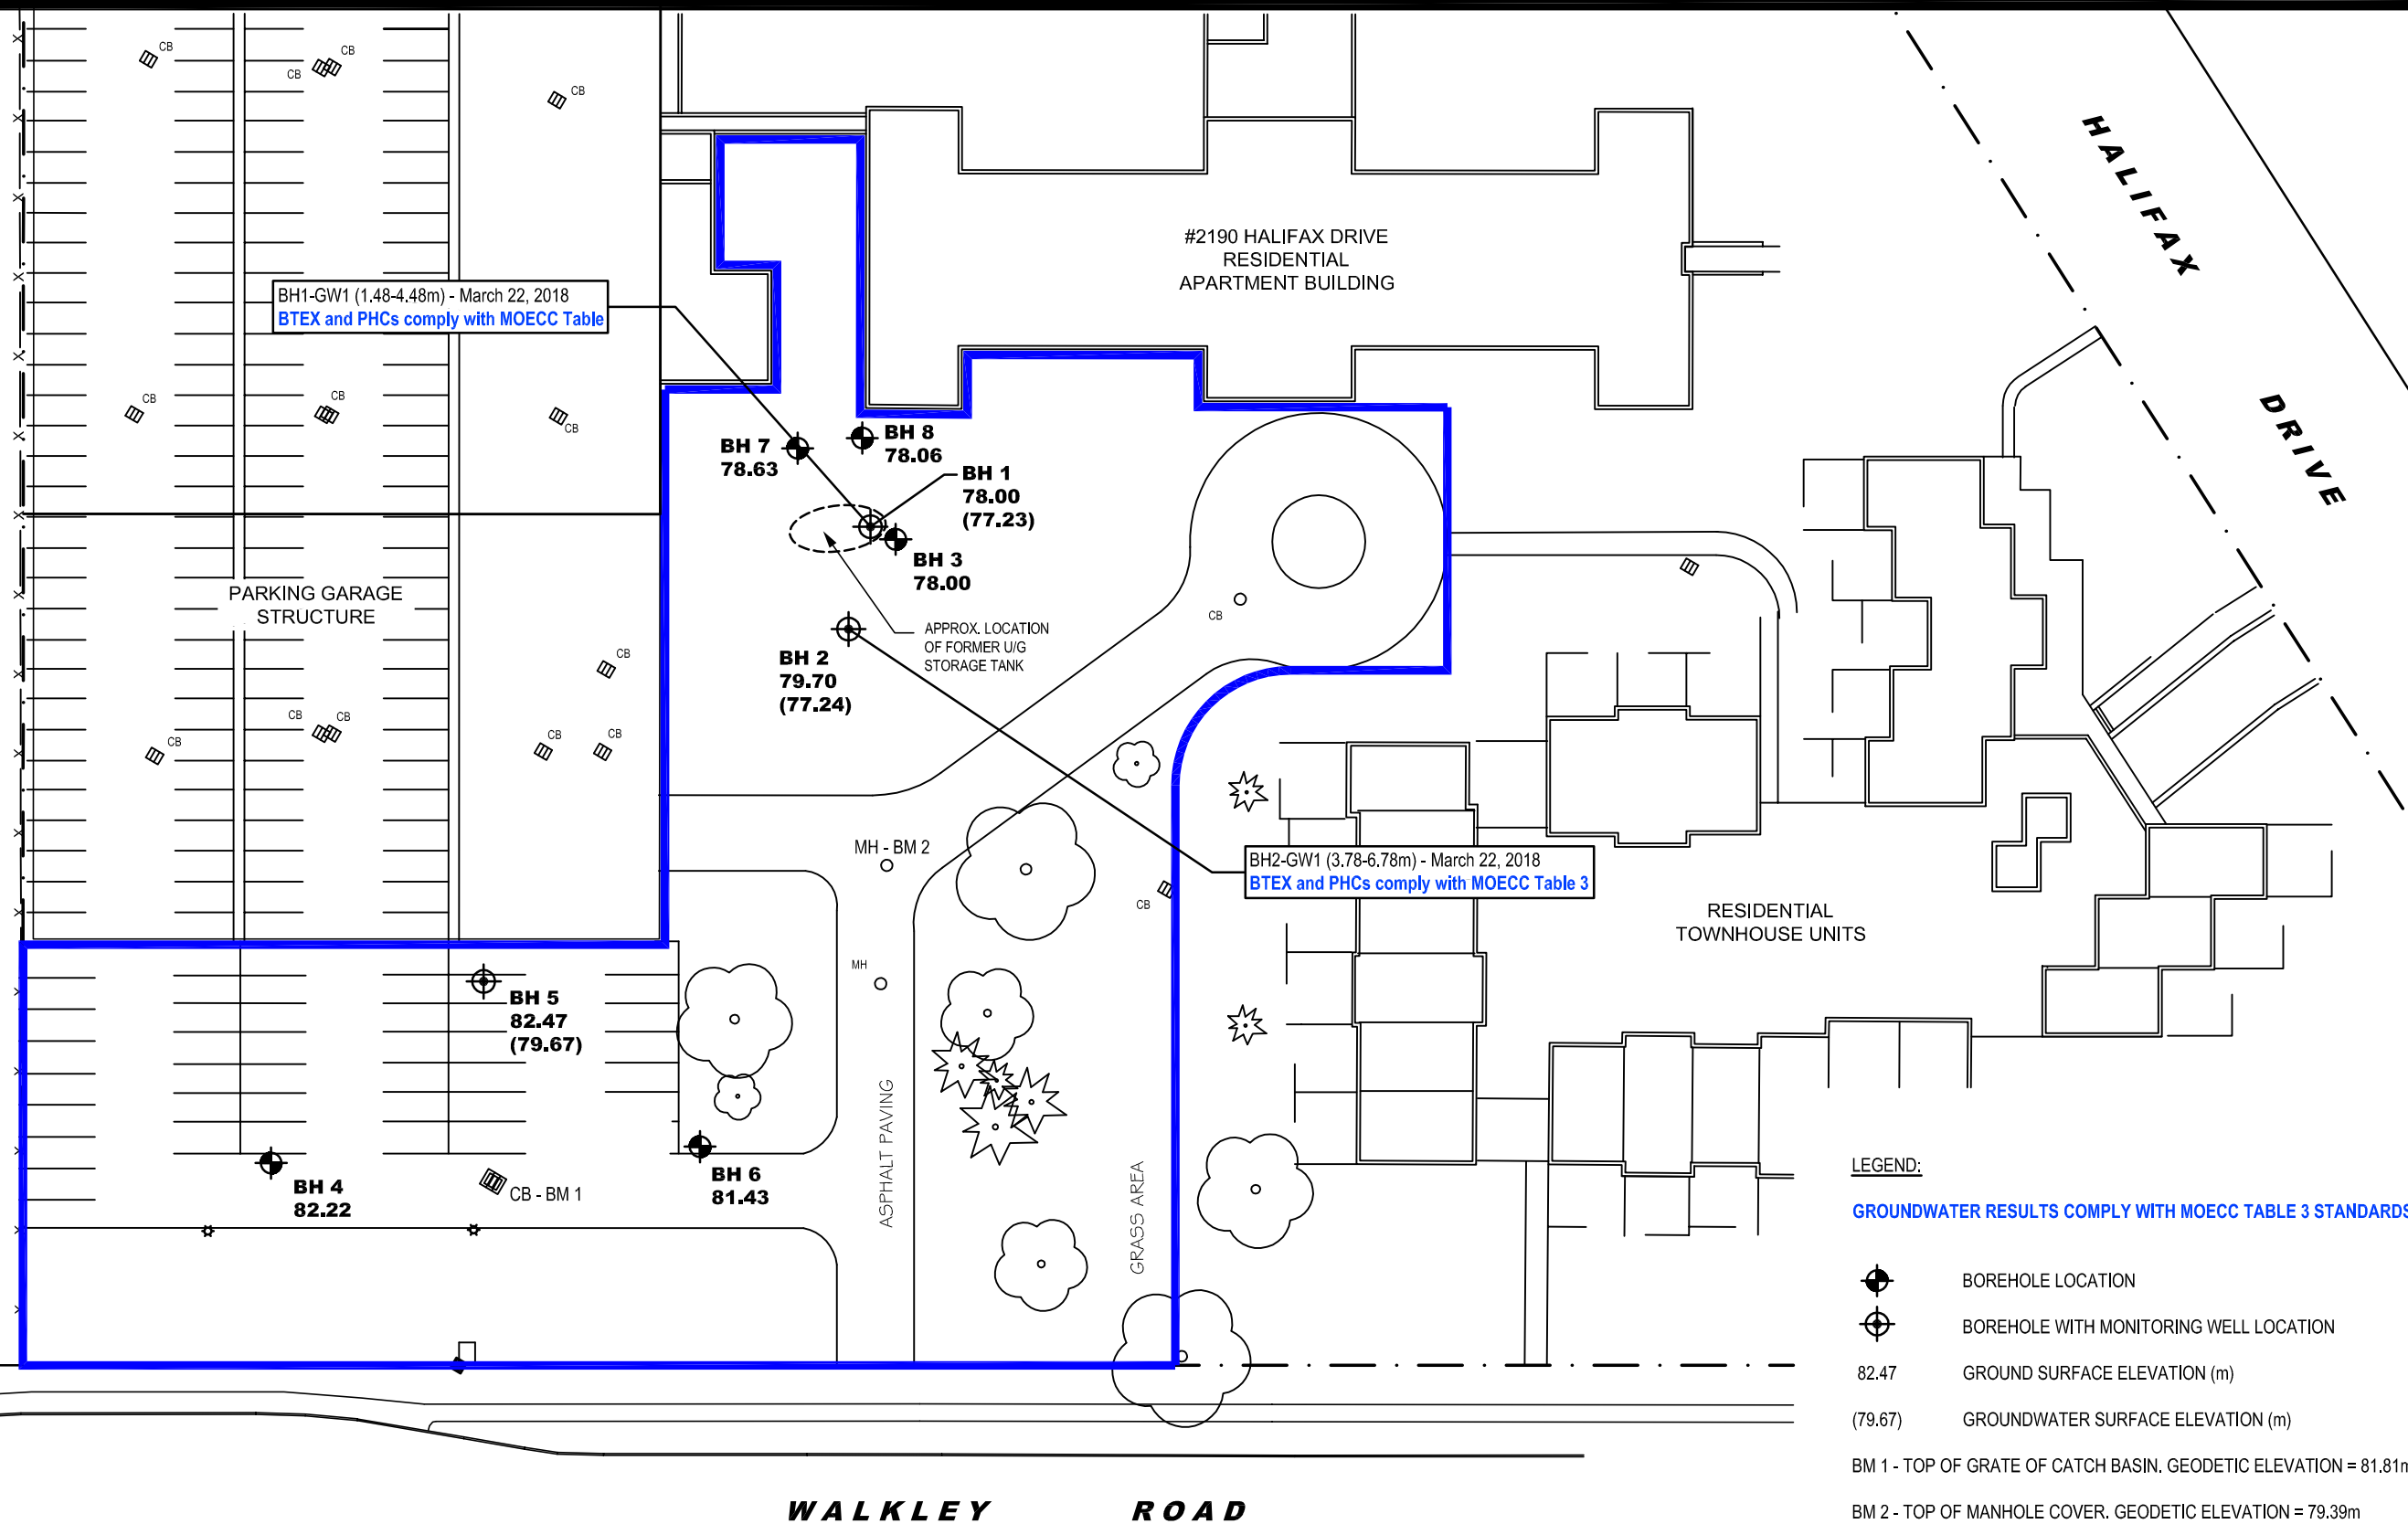 CB
CB
CB
CB
HALIFAX
DRIVE
#2190 HALIFAX DRIVE
RESIDENTIAL
APARTMENT BUILDING
BH1-GW1 (1.48-4.48m) - March 22, 2018
BTEX and PHCs comply with MOECC Table
CB
CB
CB
BH 7
78.63
BH 8
78.06
BH 1
78.00
(77.23)
BH 3
78.00
PARKING GARAGE
STRUCTURE
CB
APPROX. LOCATION
OF FORMER U/G
STORAGE TANK
BH 2
79.70
(77.24)
CB
CB
CB
CB
CB
CB
MH - BM 2
BH2-GW1 (3.78-6.78m) - March 22, 2018
BTEX and PHCs comply with MOECC Table 3
CB
RESIDENTIAL
TOWNHOUSE UNITS
MH
BH 5
82.47
(79.67)
ASPHALT PAVING
GRASS AREA
BH 4
82.22
CB - BM 1
BH 6
81.43
LEGEND:
GROUNDWATER RESULTS COMPLY WITH MOECC TABLE 3 STANDARDS
BOREHOLE LOCATION
BOREHOLE WITH MONITORING WELL LOCATION
82.47 GROUND SURFACE ELEVATION (m)
(79.67) GROUNDWATER SURFACE ELEVATION (m)
BM 1 - TOP OF GRATE OF CATCH BASIN. GEODETIC ELEVATION = 81.81m
BM 2 - TOP OF MANHOLE COVER. GEODETIC ELEVATION = 79.39m
WALKLEY ROAD